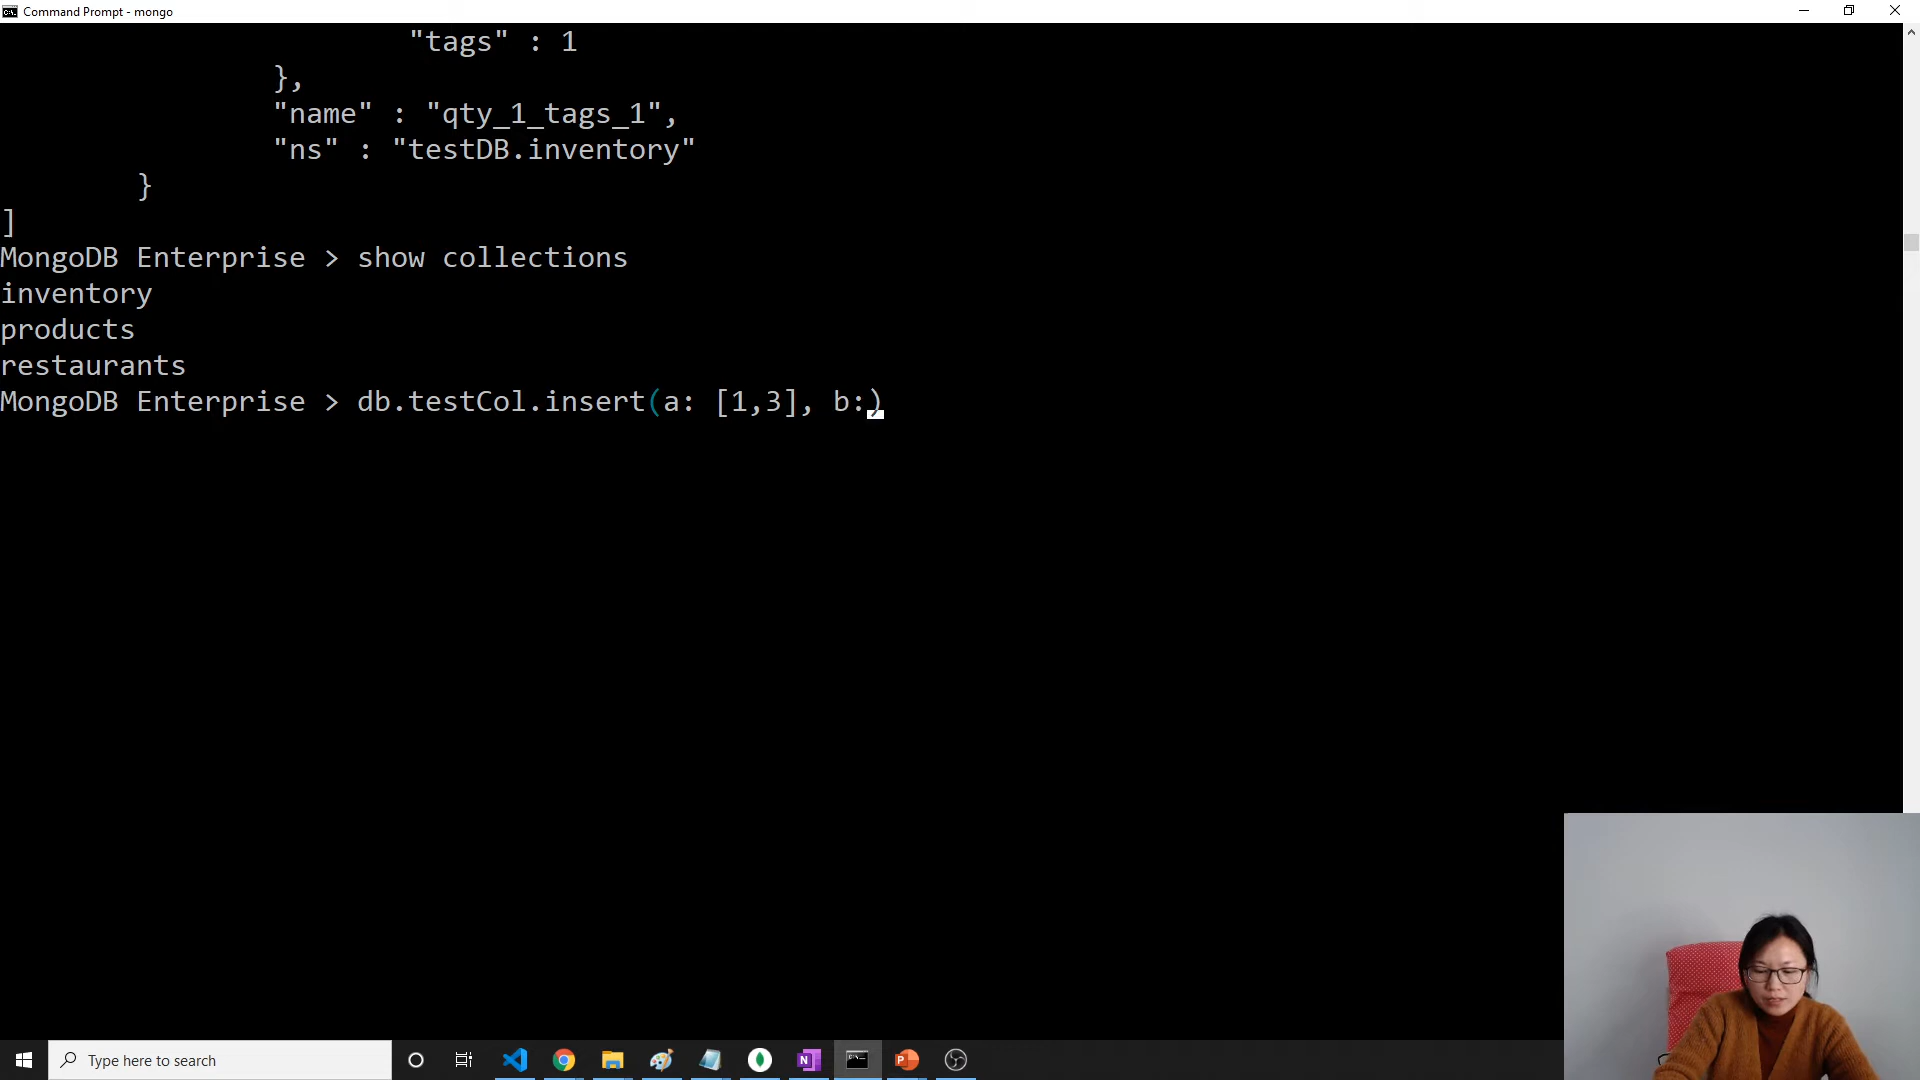 Command Prompt - mongo
"tags" : 1
},
"name" : "qty_1_tags_1",
"ns" : "testDB.inventory"
}
]
MongoDB Enterprise > show collections
inventory
products
restaurants
MongoDB Enterprise > db.testCol.insert(a: [1,3], b:)
Type here to search